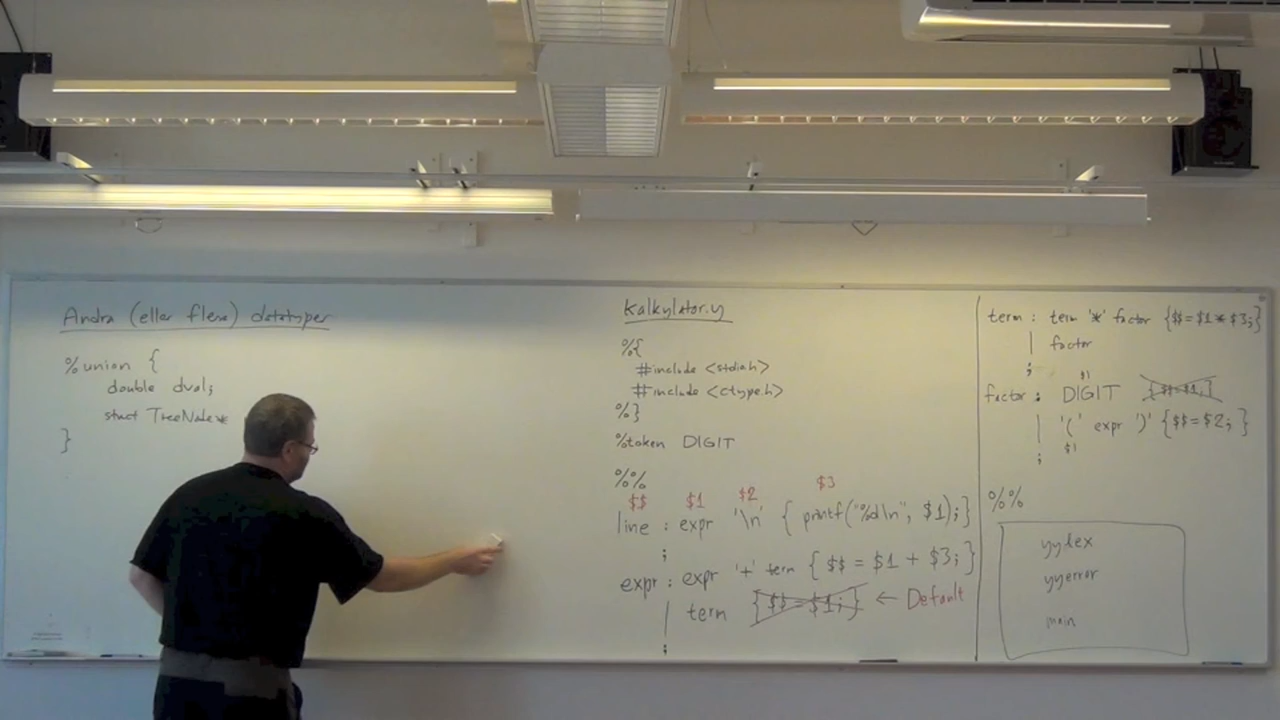 Andra (eller flera) datatyper
%union {
double dval;
struct TreeNode*
}
Kalkylator.y
%{
#include <stdio.h>
#include <ctype.h>
%}
%token DIGIT
%%
$$ $1 $2 $3
line : expr '\n' { printf("%d\n", $1); }
;
expr : expr '+' term { $$ = $1 + $3; }
| term { $$ = $1; } ← Default
;
term : term '*' factor {$$=$1*$3;}
| factor
;
$1
factor : DIGIT { $$=$1; }
| '(' expr ')' {$$=$2;}
$1
;
%%
yylex
yyerror
main